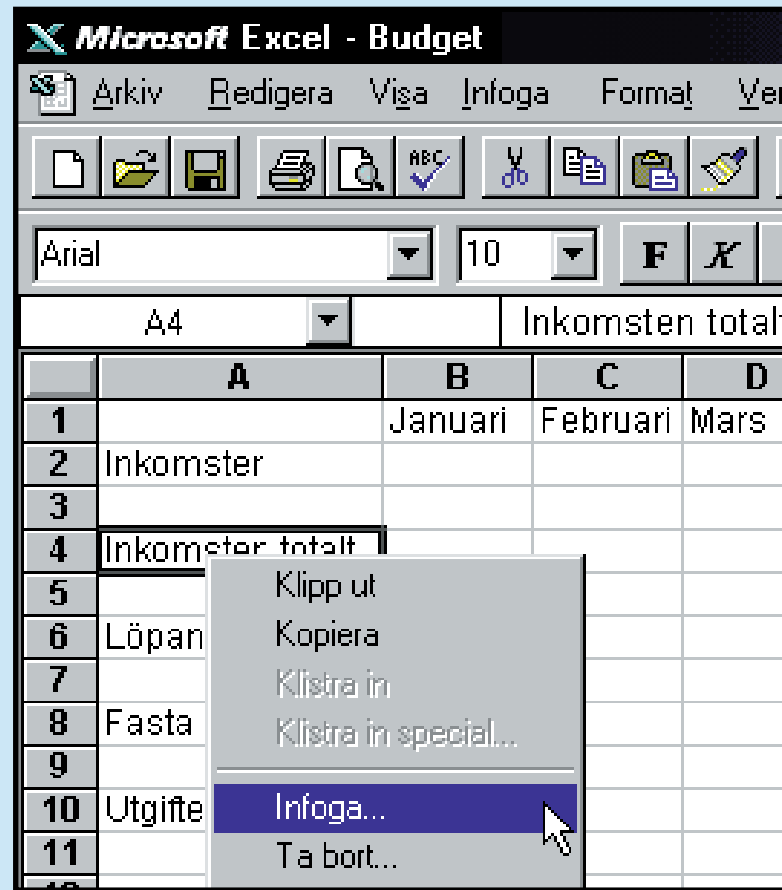 Microsoft Excel - Budget
Arkiv Redigera Visa Infoga Format
ABC
Arial 10 F K
A4 Inkomsten totalt
A B C D
1 Januari Februari Mars
2 Inkomster
3
4 Inkomster totalt
5 Klipp ut
6 Löpan Kopiera
7 Klistra in
8 Fasta Klistra in special...
9
10 Utgifte Infoga...
11 Ta bort...